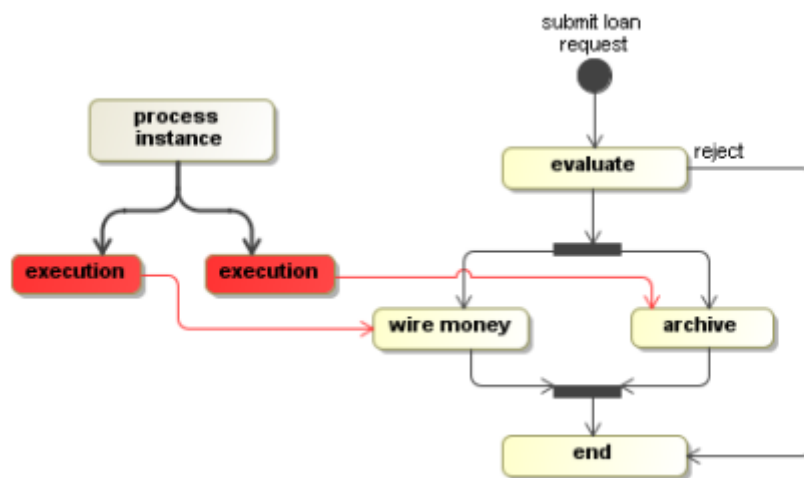 submit loan
request
process
instance
evaluate
reject
execution
execution
wire money
archive
end